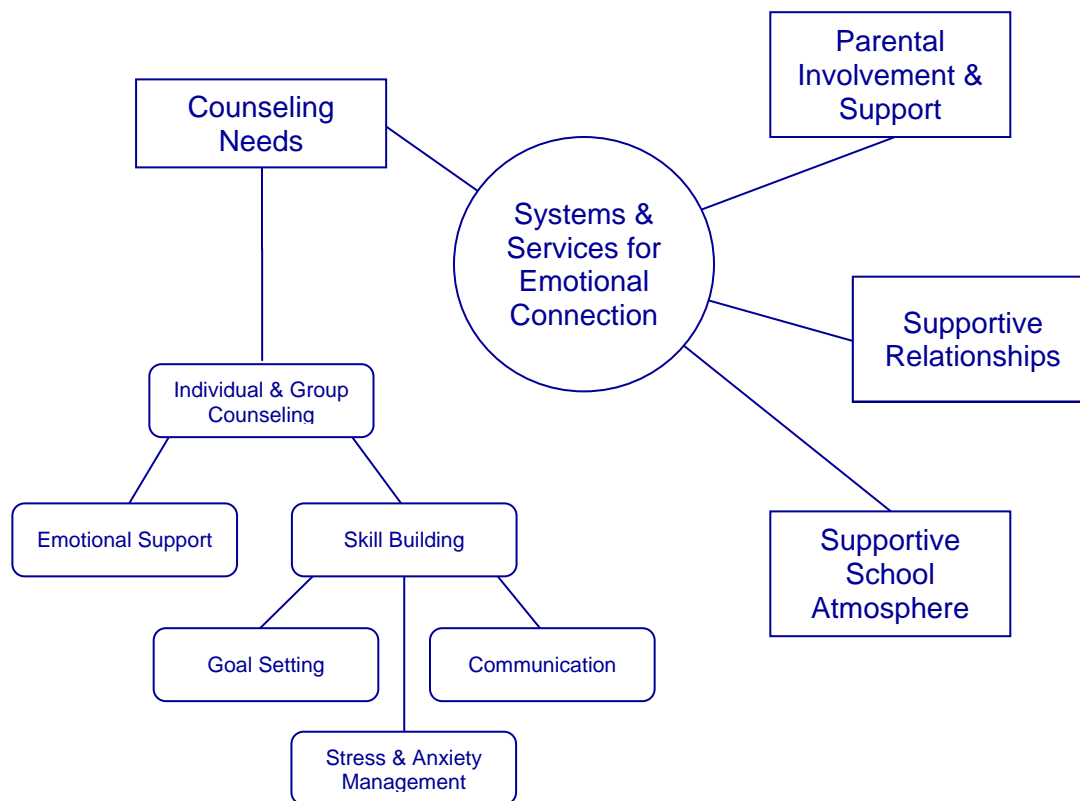 Parental
Involvement &
Support
Counseling
Needs
Systems &
Services for
Emotional
Connection
Supportive
Relationships
Individual & Group
Counseling
Emotional Support
Skill Building
Supportive
School
Atmosphere
Goal Setting
Communication
Stress & Anxiety
Management